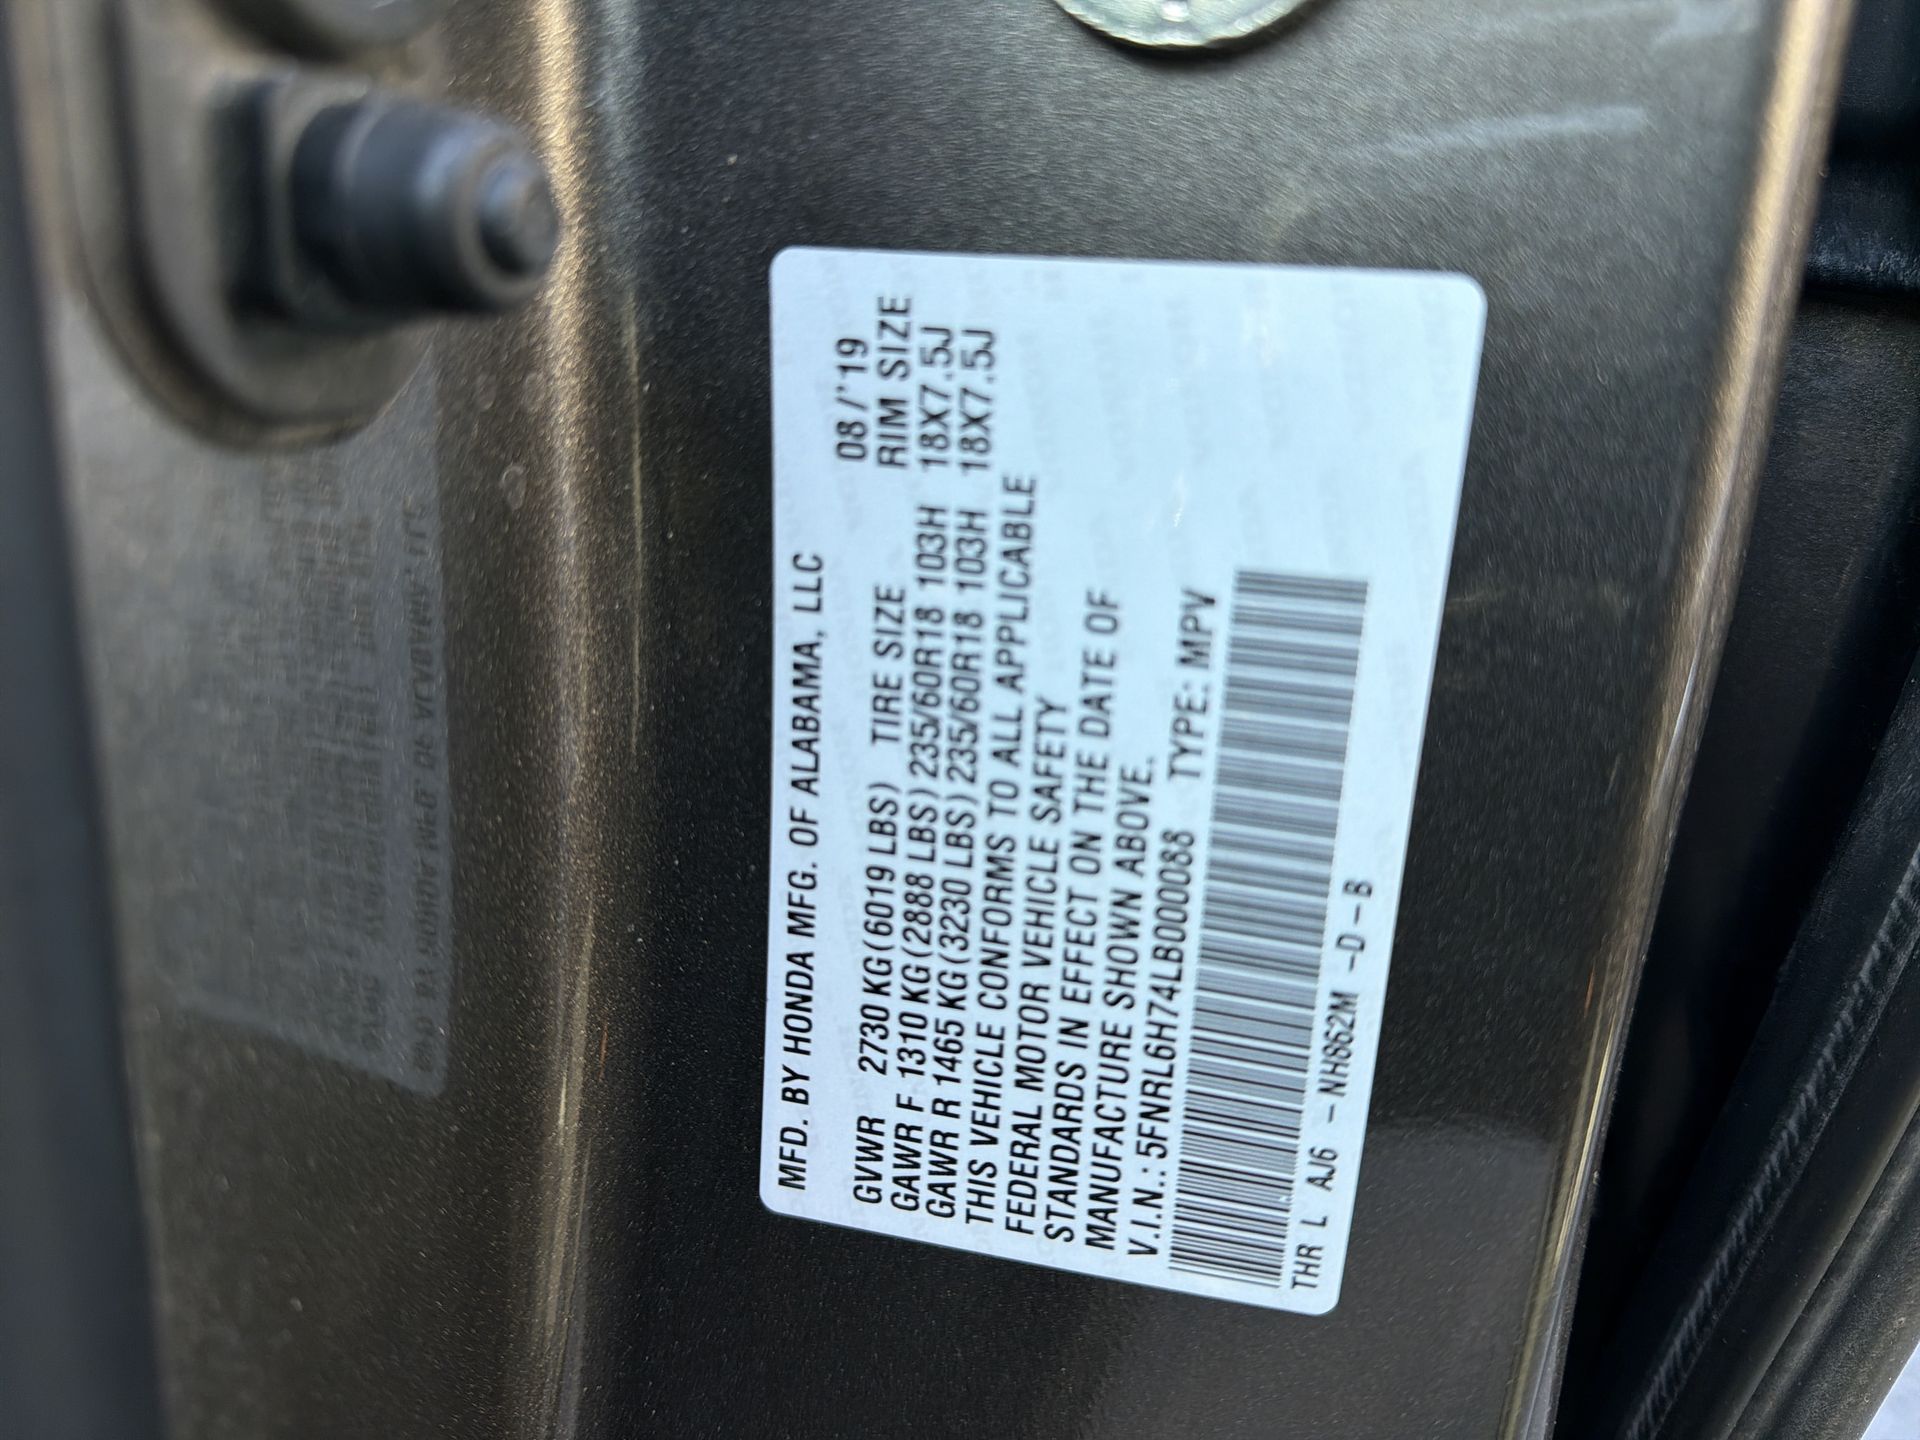 MFD. BY HONDA MFG. OF ALABAMA, LLC
08/'19
GVWR 2730 KG (6019 LBS) TIRE SIZE RIM SIZE
GAWR F 1310 KG (2888 LBS) 235/60R18 103H 18X7.5J
GAWR R 1465 KG (3230 LBS) 235/60R18 103H 18X7.5J
THIS VEHICLE CONFORMS TO ALL APPLICABLE
FEDERAL MOTOR VEHICLE SAFETY
STANDARDS IN EFFECT ON THE DATE OF
MANUFACTURE SHOWN ABOVE.
V.I.N.: 5FNRL6H74LB000088 TYPE: MPV
THR L AJ6 -NH862M -D-B